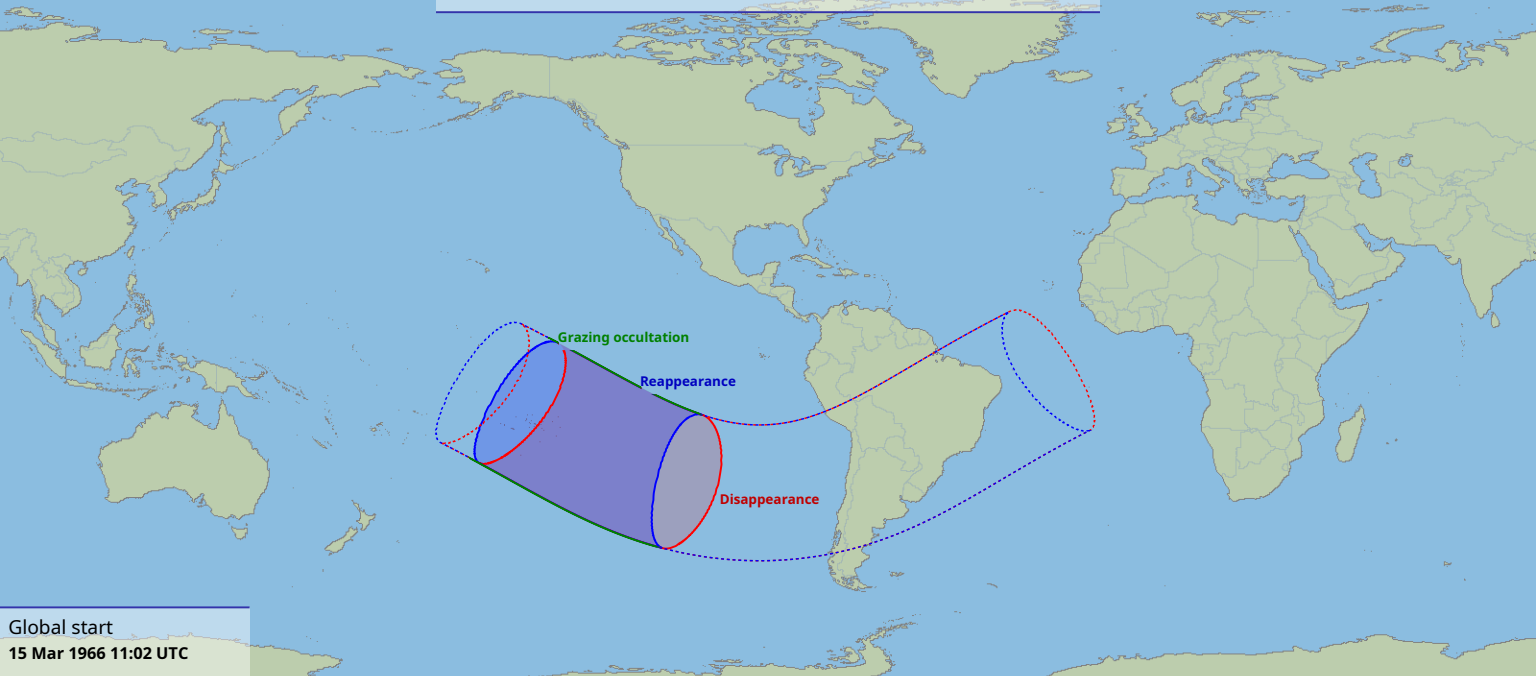 Grazing occultation
Reappearance
Disappearance
Global start
15 Mar 1966 11:02 UTC